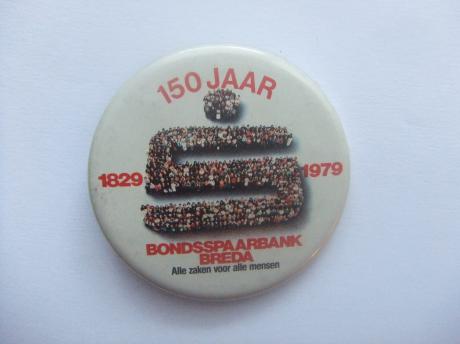 150 JAAR
1829 1979
BONDSSPAARBANK
BREDA
Alle zaken voor alle mensen